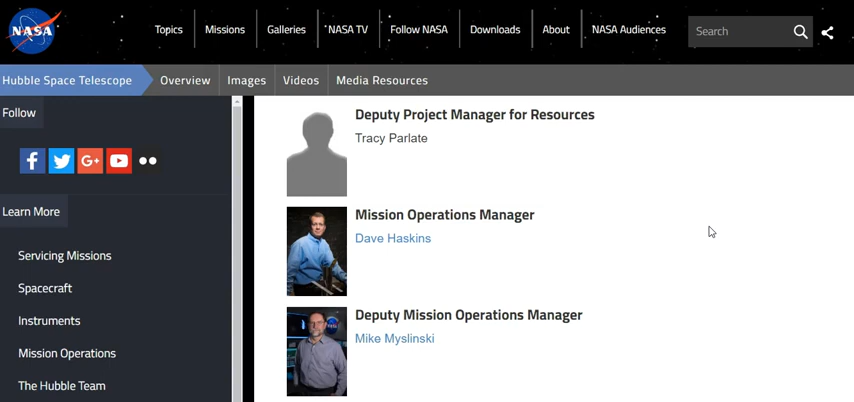 NASA
Topics Missions Galleries NASA TV Follow NASA Downloads About NASA Audiences Search
Hubble Space Telescope Overview Images Videos Media Resources
Follow
Learn More
Servicing Missions
Spacecraft
Instruments
Mission Operations
The Hubble Team
Deputy Project Manager for Resources
Tracy Parlate
Mission Operations Manager
Dave Haskins
Deputy Mission Operations Manager
Mike Myslinski